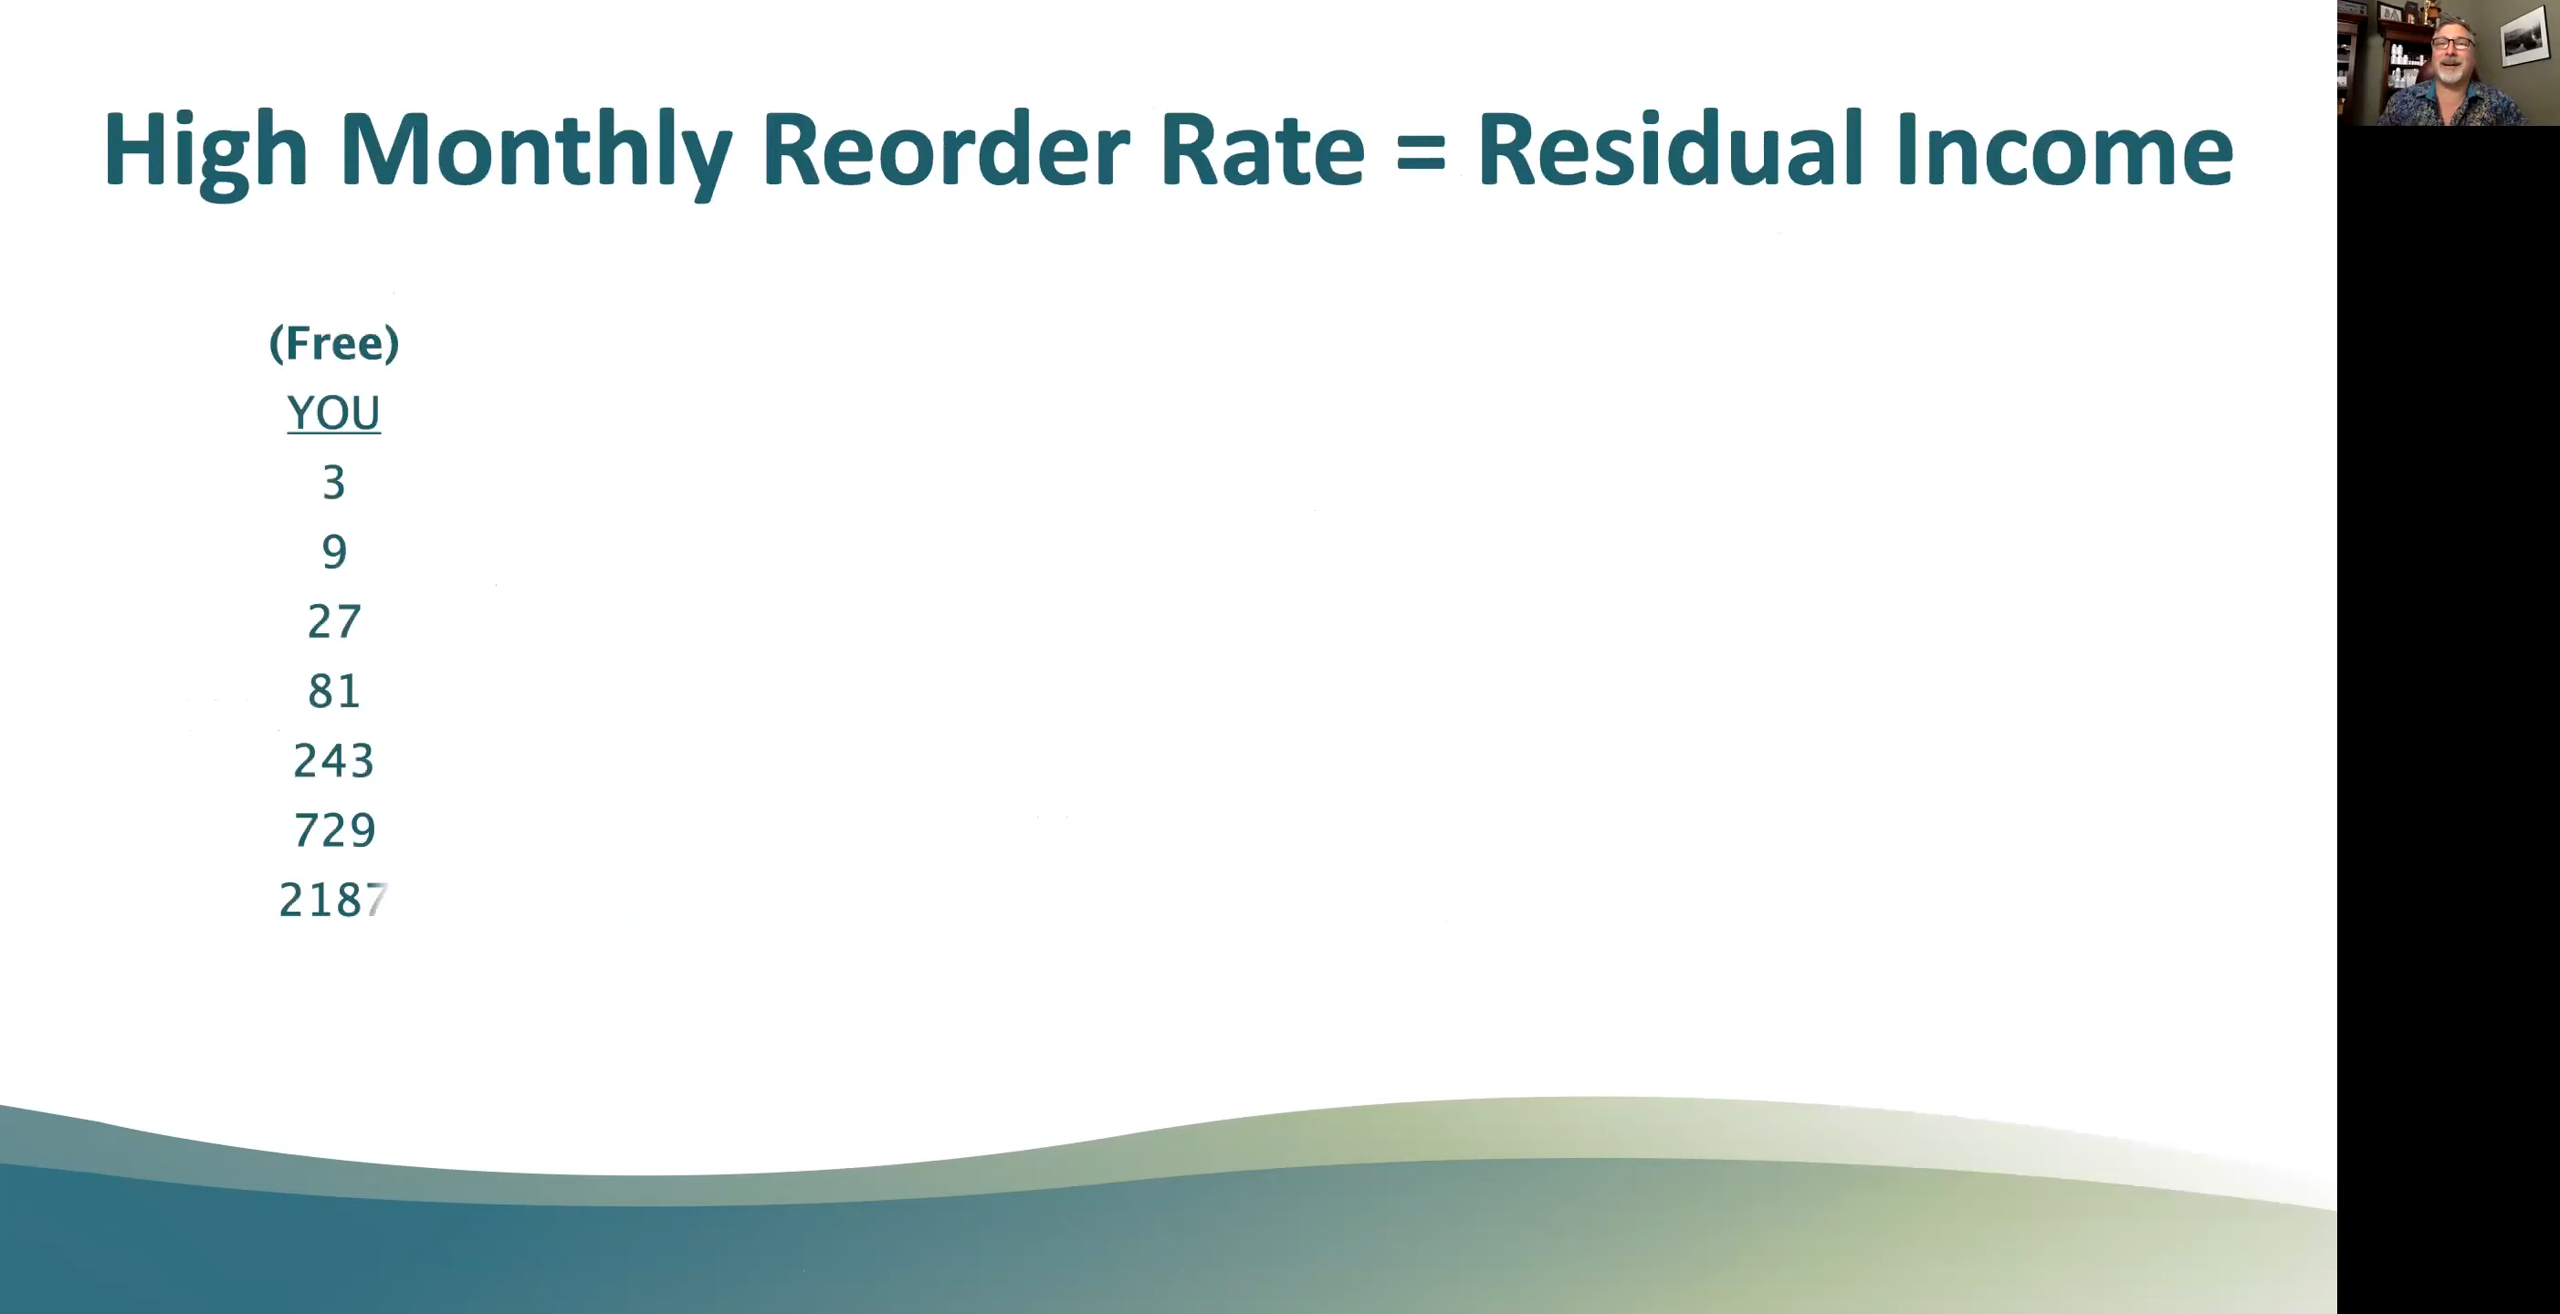 High Monthly Reorder Rate = Residual Income
(Free)
YOU
3
9
27
81
243
729
2187